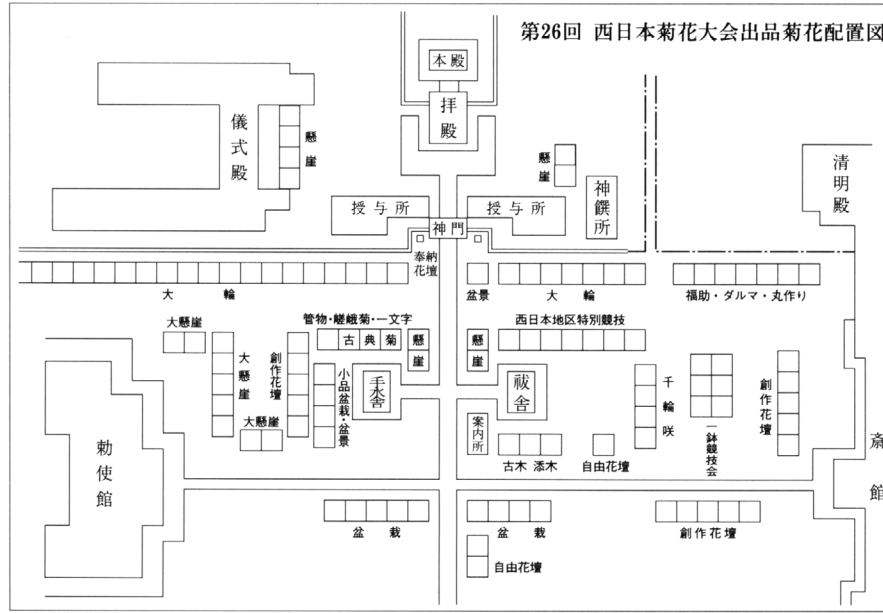 第26回 西日本菊花大会出品菊花配置図
本殿
拝殿
儀式殿
懸崖
懸崖
神饌所
清明殿
授与所
授与所
神門
奉納花壇
大輪
盆景
大輪
福助・ダルマ・丸作り
大懸崖
管物・嵯峨菊・一文字
西日本地区特別競技
古典菊
懸崖
懸崖
大懸崖
創作花壇
小品盆栽・盆景
手水舎
祓舎
千輪咲
一鉢競技会
創作花壇
大懸崖
案内所
古木 添木
自由花壇
勅使館
斎館
盆栽
盆栽
創作花壇
自由花壇